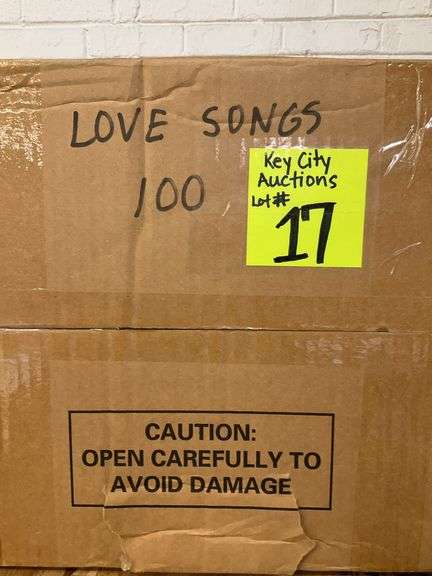 LOVE SONGS
100
Key City
Auctions
Lot#
17
CAUTION:
OPEN CAREFULLY TO
AVOID DAMAGE